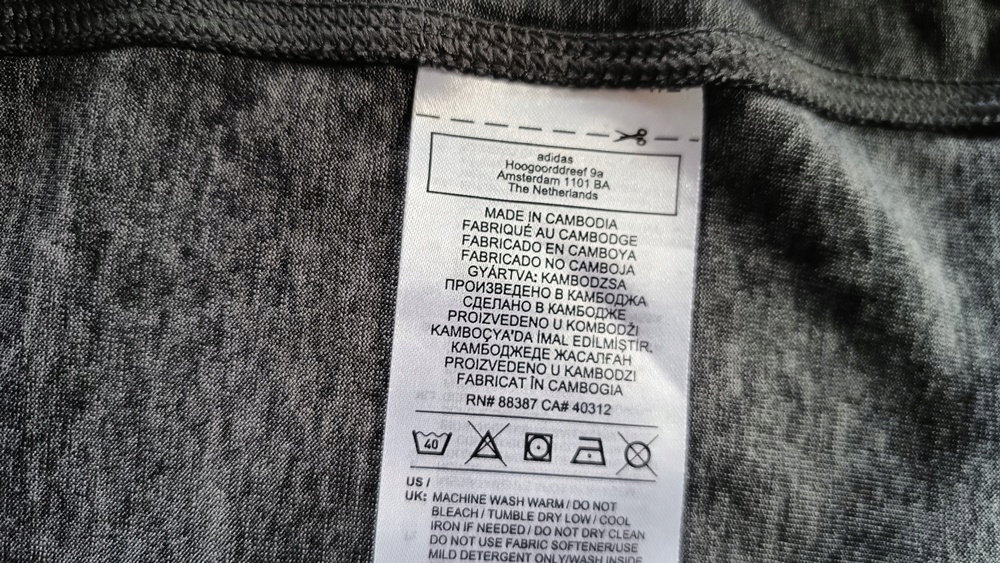 adidas
Hoogoorddreef 9a
Amsterdam 1101 BA
The Netherlands
MADE IN CAMBODIA
FABRIQUÉ AU CAMBODGE
FABRICADO EN CAMBOYA
FABRICADO NO CAMBOJA
GYÁRTVA: KAMBODZSA
ПРОИЗВЕДЕНО В КАМБОДЖА
СДЕЛАНО В КАМБОДЖЕ
PROIZVEDENO U KOMBODŽI
KAMBOÇYA'DA İMAL EDİLMİŞTİR.
КАМБОДЖЕДЕ ЖАСАЛҒАН
PROIZVEDENO U KAMBODZI
FABRICAT ÎN CAMBOGIA
RN# 88387 CA# 40312
40
US /
UK: MACHINE WASH WARM / DO NOT
BLEACH / TUMBLE DRY LOW / COOL
IRON IF NEEDED / DO NOT DRY CLEAN
DO NOT USE FABRIC SOFTENER/USE
MILD DETERGENT ONLY/WASH INSIDE